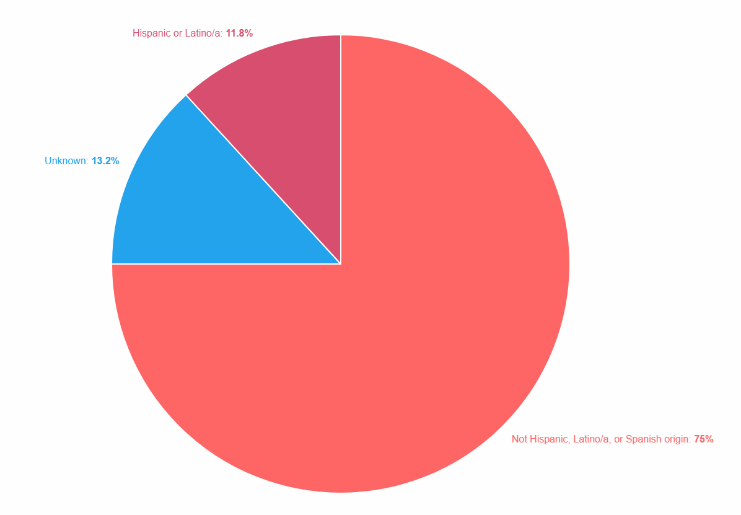 Hispanic or Latino/a: 11.8%
Unknown: 13.2%
Not Hispanic, Latino/a, or Spanish origin: 75%